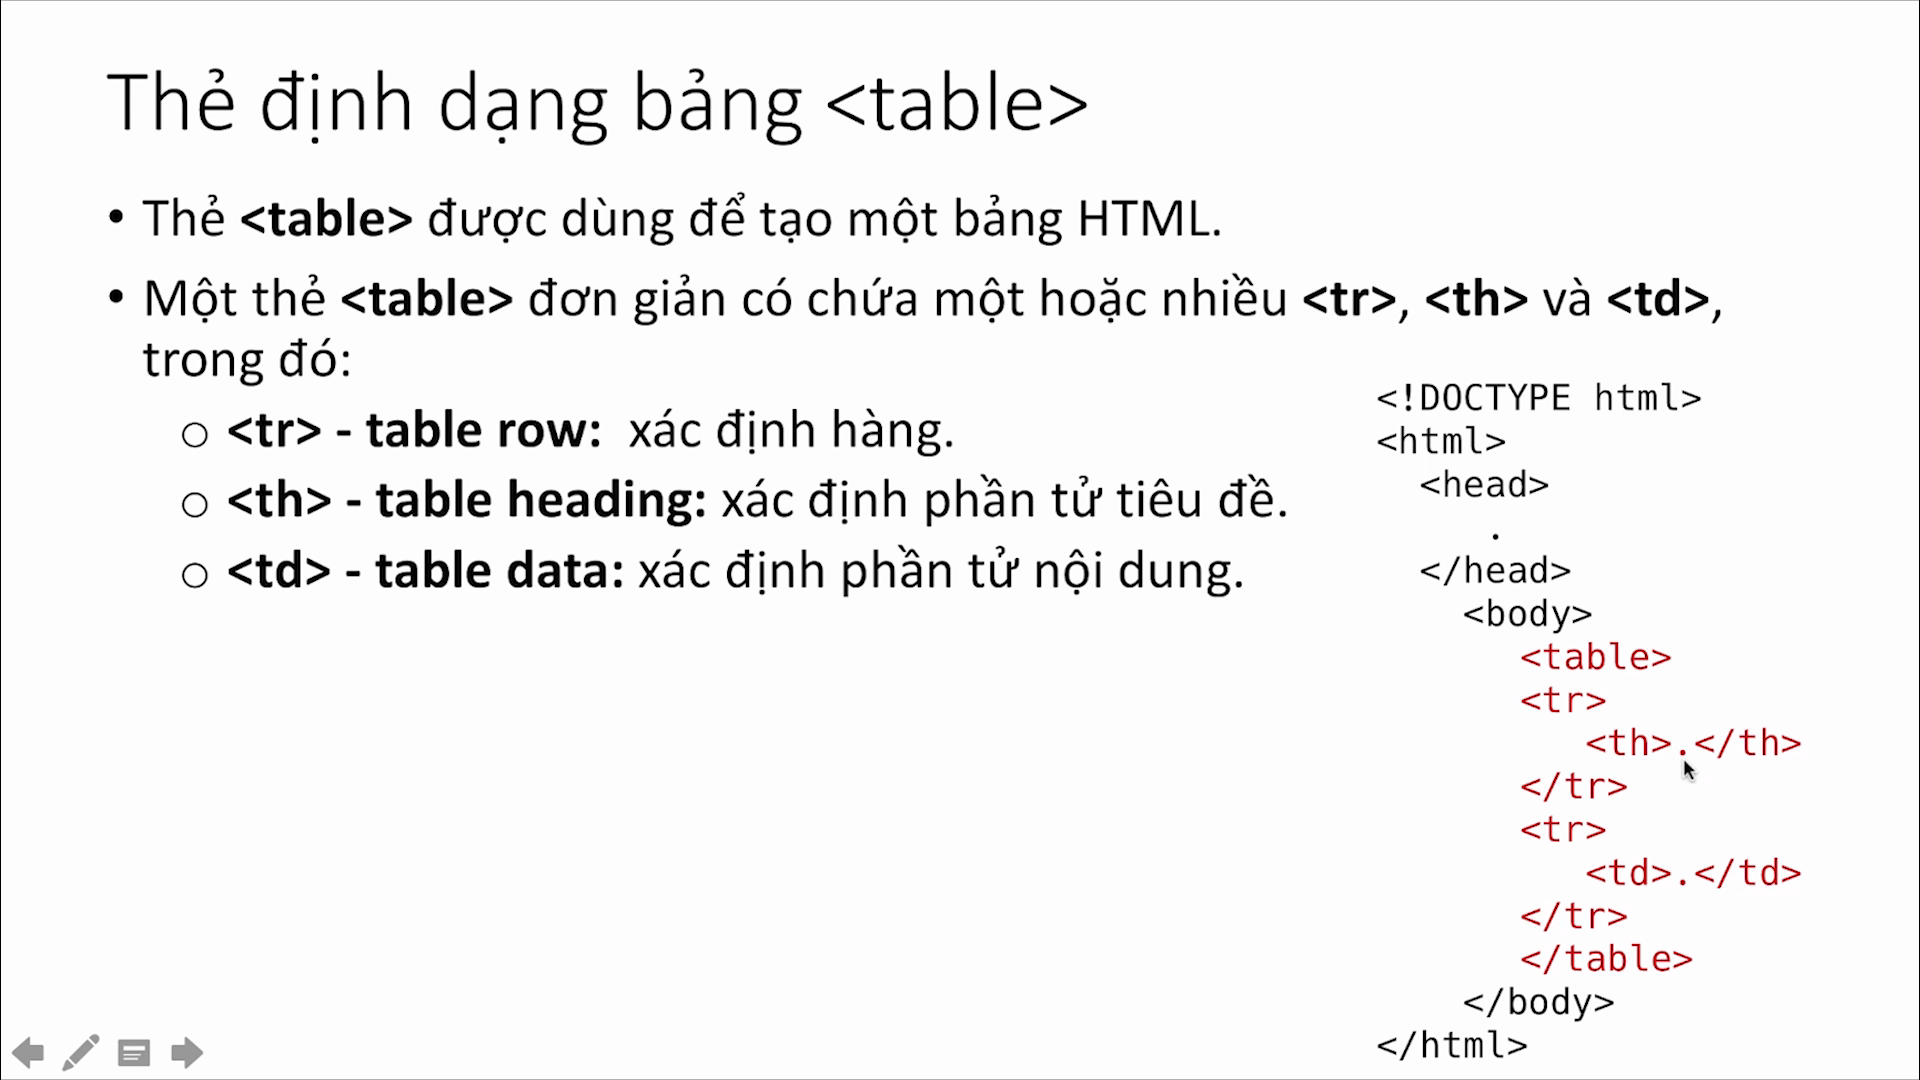 Thẻ định dạng bảng <table>
• Thẻ <table> được dùng để tạo một bảng HTML.
• Một thẻ <table> đơn giản có chứa một hoặc nhiều <tr>, <th> và <td>,
trong đó:
○ <tr> - table row: xác định hàng.
○ <th> - table heading: xác định phần tử tiêu đề.
○ <td> - table data: xác định phần tử nội dung.
<!DOCTYPE html>
<html>
<head>
.
</head>
<body>
<table>
<tr>
<th>.</th>
</tr>
<tr>
<td>.</td>
</tr>
</table>
</body>
</html>